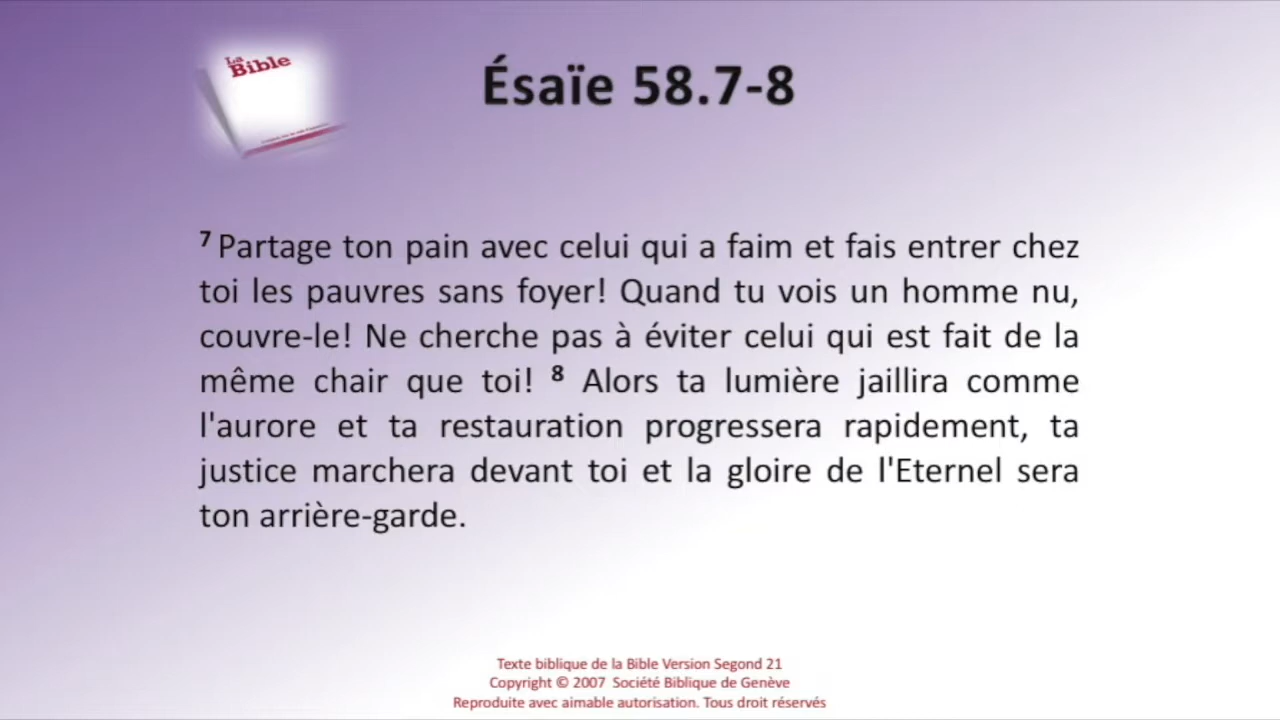 La
Bible
Ésaïe 58.7-8
7 Partage ton pain avec celui qui a faim et fais entrer chez
toi les pauvres sans foyer! Quand tu vois un homme nu,
couvre-le! Ne cherche pas à éviter celui qui est fait de la
même chair que toi! 8 Alors ta lumière jaillira comme
l'aurore et ta restauration progressera rapidement, ta
justice marchera devant toi et la gloire de l'Eternel sera
ton arrière-garde.
Texte biblique de la Bible Version Segond 21
Copyright © 2007 Société Biblique de Genève
Reproduite avec aimable autorisation. Tous droit réservés